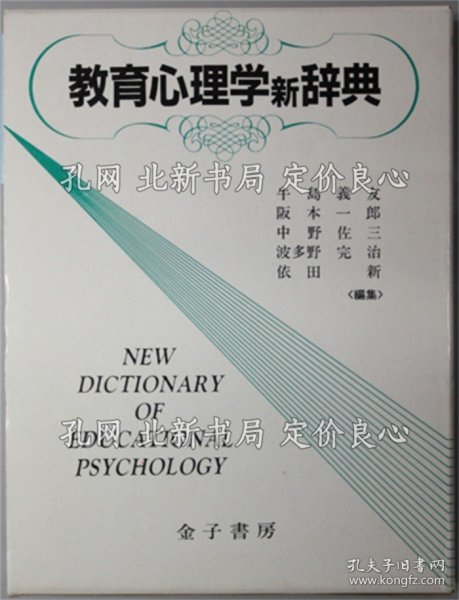 教育心理学新辞典
孔网 北新书局 定价良心
牛島義友
阪本一郎
中野佐三
波多野完治
依田新
〈編集〉
NEW
DICTIONARY
OF
EDUCATIONAL
PSYCHOLOGY
孔网 北新书局 定价良心
金子書房
孔夫子旧书网
www.kongfz.com